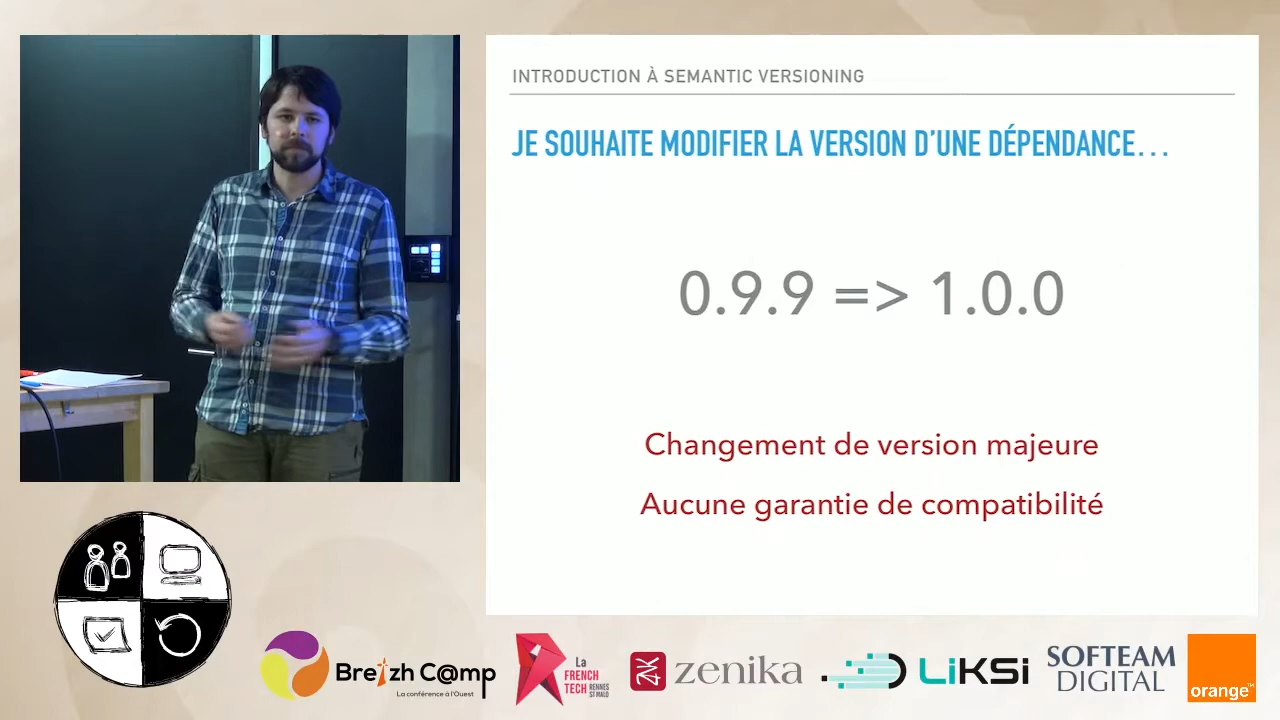 INTRODUCTION À SEMANTIC VERSIONING
JE SOUHAITE MODIFIER LA VERSION D'UNE DÉPENDANCE...
0.9.9 => 1.0.0
Changement de version majeure
Aucune garantie de compatibilité
Breizh C@mp
La conférence à l'Ouest
La
FRENCH
TECH
RENNES
ST MALO
zenika
LiKSi
SOFTEAM
DIGITAL
orange™